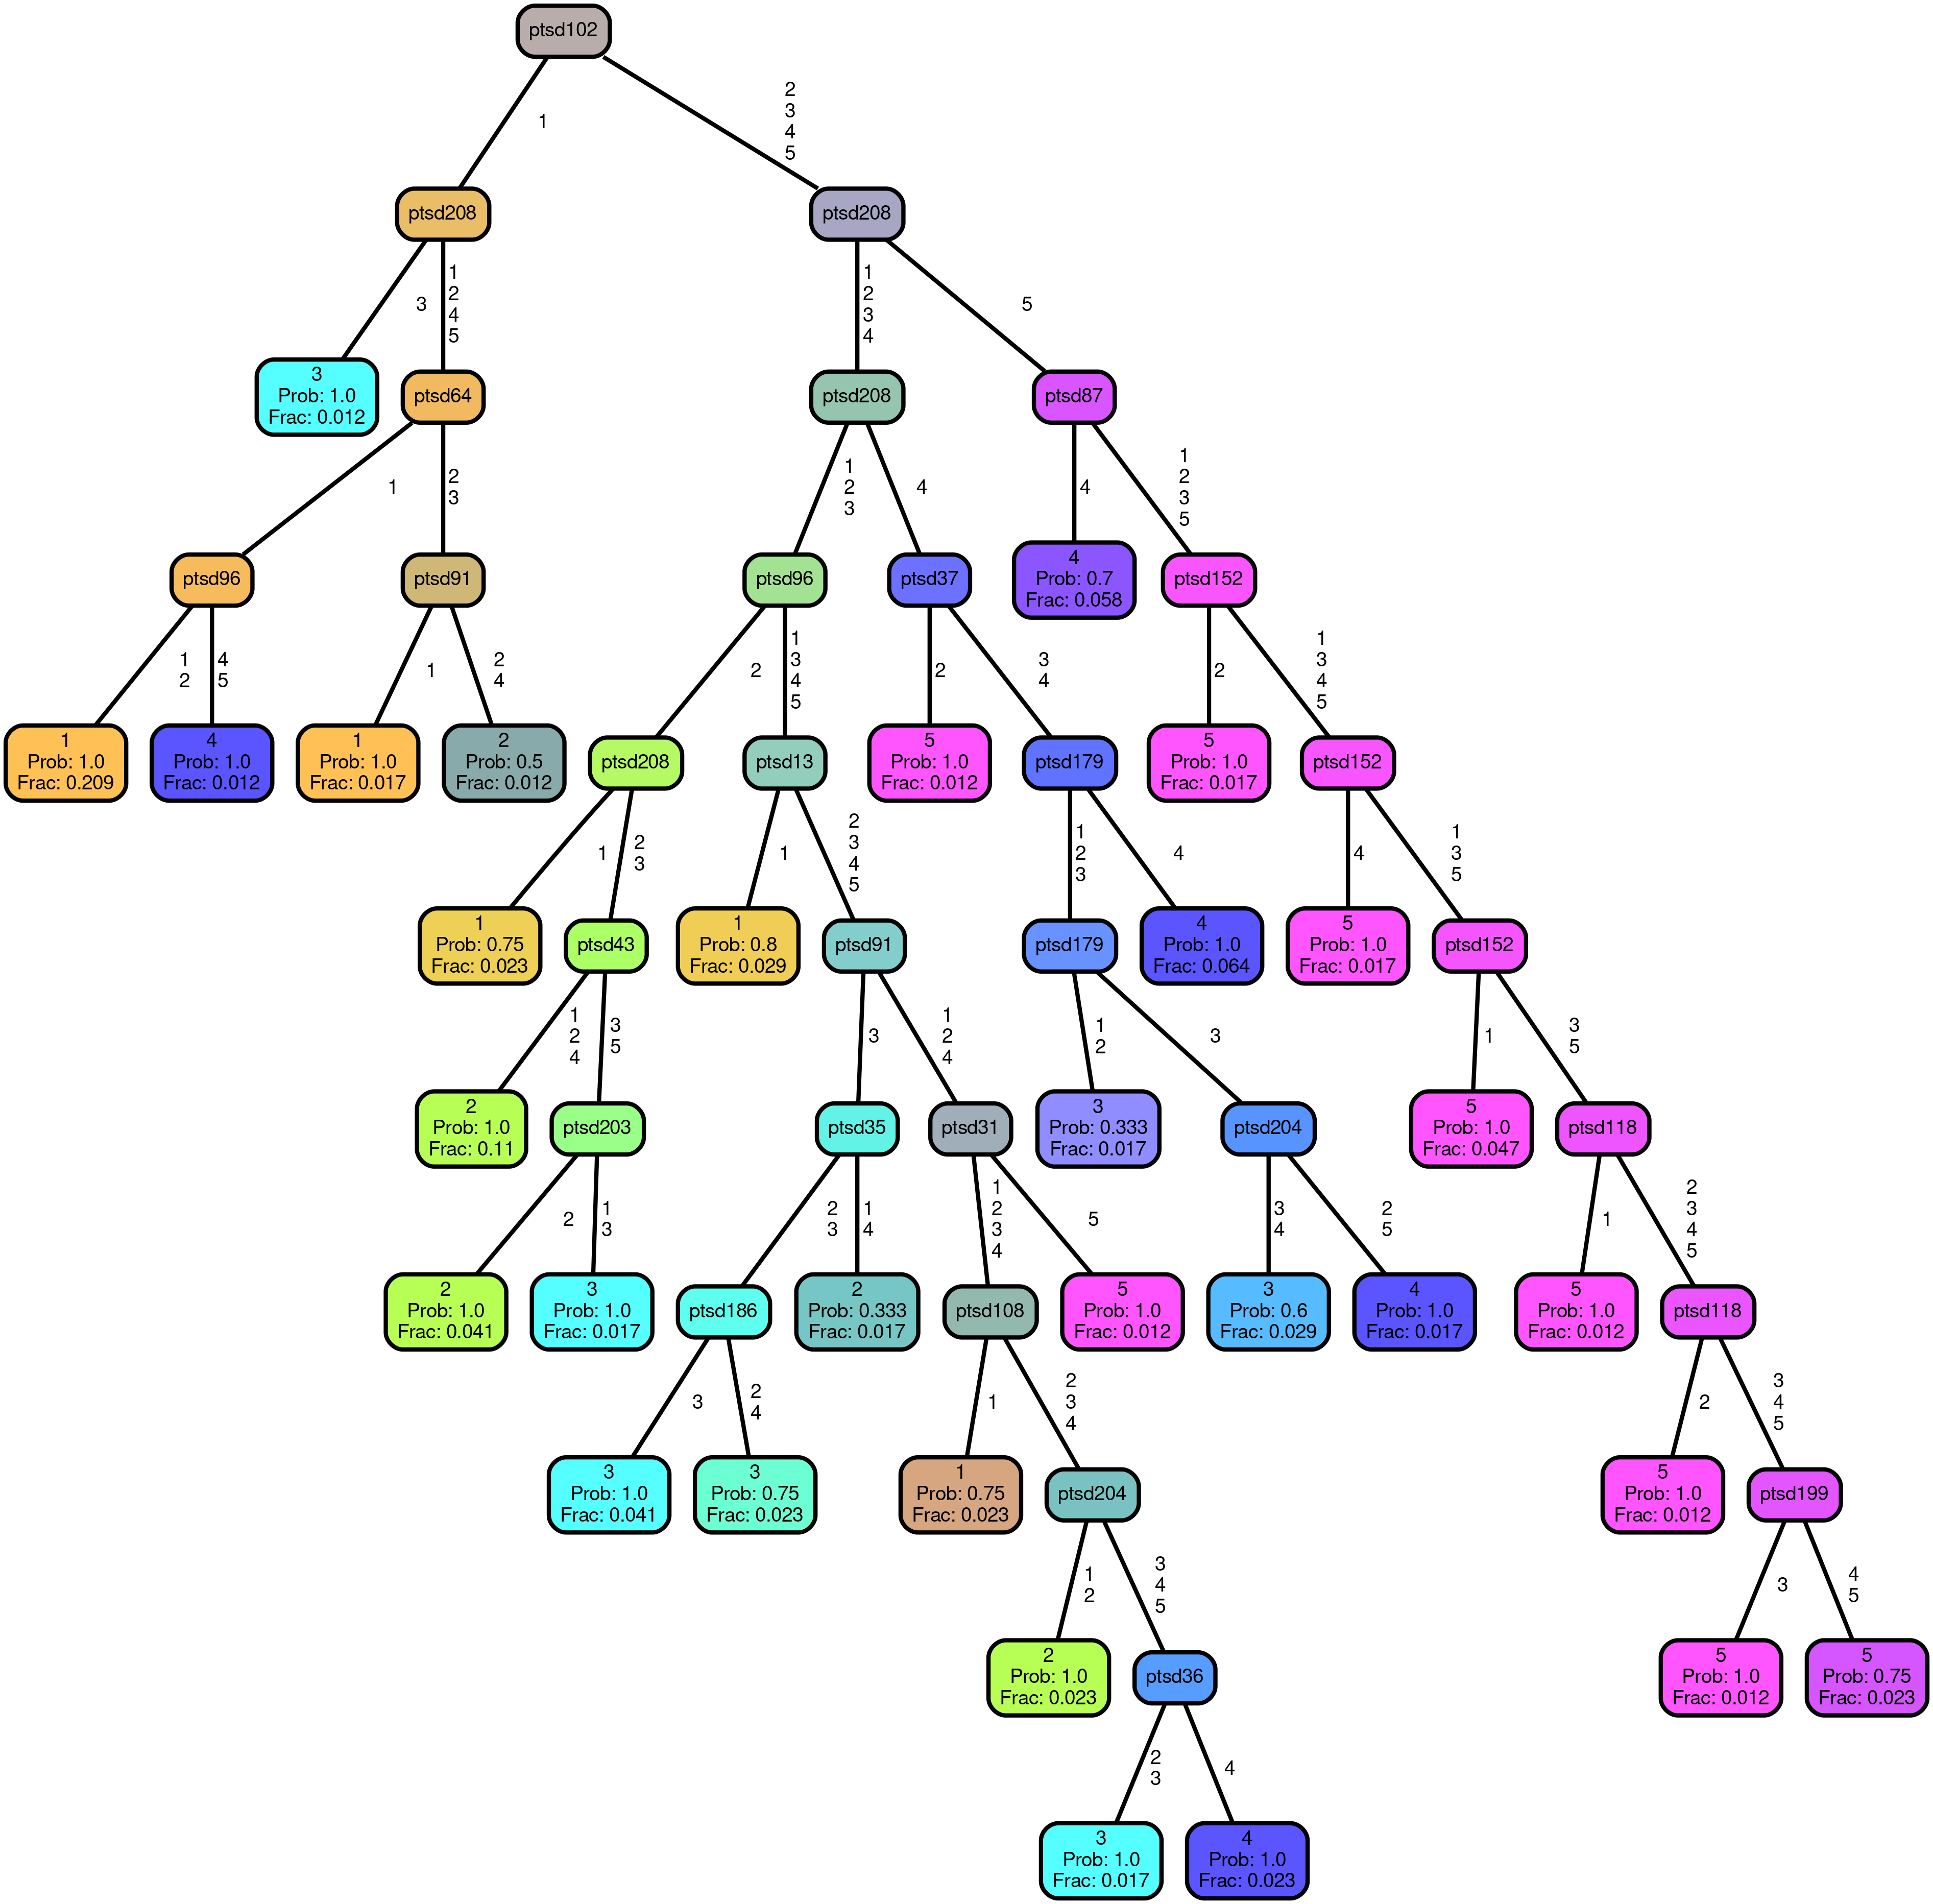 ptsd102
1
2
3
4
5
ptsd208
ptsd208
3
1
2
4
5
1
2
3
4
5
3
Prob: 1.0
Frac: 0.012
ptsd64
ptsd208
ptsd87
1
2
3
1
2
3
4
4
1
2
3
5
ptsd96
ptsd91
ptsd96
ptsd37
4
Prob: 0.7
Frac: 0.058
ptsd152
1
2
4
5
1
2
4
2
1
3
4
5
2
3
4
2
1
3
4
5
1
Prob: 1.0
Frac: 0.209
4
Prob: 1.0
Frac: 0.012
1
Prob: 1.0
Frac: 0.017
2
Prob: 0.5
Frac: 0.012
ptsd208
ptsd13
5
Prob: 1.0
Frac: 0.012
ptsd179
5
Prob: 1.0
Frac: 0.017
ptsd152
1
2
3
1
2
3
4
5
1
2
3
4
4
1
3
5
1
Prob: 0.75
Frac: 0.023
ptsd43
1
Prob: 0.8
Frac: 0.029
ptsd91
ptsd179
4
Prob: 1.0
Frac: 0.064
5
Prob: 1.0
Frac: 0.017
ptsd152
1
2
4
3
5
3
1
2
4
1
2
3
1
3
5
2
Prob: 1.0
Frac: 0.11
ptsd203
ptsd35
ptsd31
3
Prob: 0.333
Frac: 0.017
ptsd204
5
Prob: 1.0
Frac: 0.047
ptsd118
2
1
3
2
3
1
4
1
2
3
4
5
3
4
2
5
1
2
3
4
5
2
Prob: 1.0
Frac: 0.041
3
Prob: 1.0
Frac: 0.017
ptsd186
2
Prob: 0.333
Frac: 0.017
ptsd108
5
Prob: 1.0
Frac: 0.012
3
Prob: 0.6
Frac: 0.029
4
Prob: 1.0
Frac: 0.017
5
Prob: 1.0
Frac: 0.012
ptsd118
3
2
4
1
2
3
4
2
3
4
5
3
Prob: 1.0
Frac: 0.041
3
Prob: 0.75
Frac: 0.023
1
Prob: 0.75
Frac: 0.023
ptsd204
5
Prob: 1.0
Frac: 0.012
ptsd199
1
2
3
4
5
3
4
5
2
Prob: 1.0
Frac: 0.023
ptsd36
5
Prob: 1.0
Frac: 0.012
5
Prob: 0.75
Frac: 0.023
2
3
4
3
Prob: 1.0
Frac: 0.017
4
Prob: 1.0
Frac: 0.023